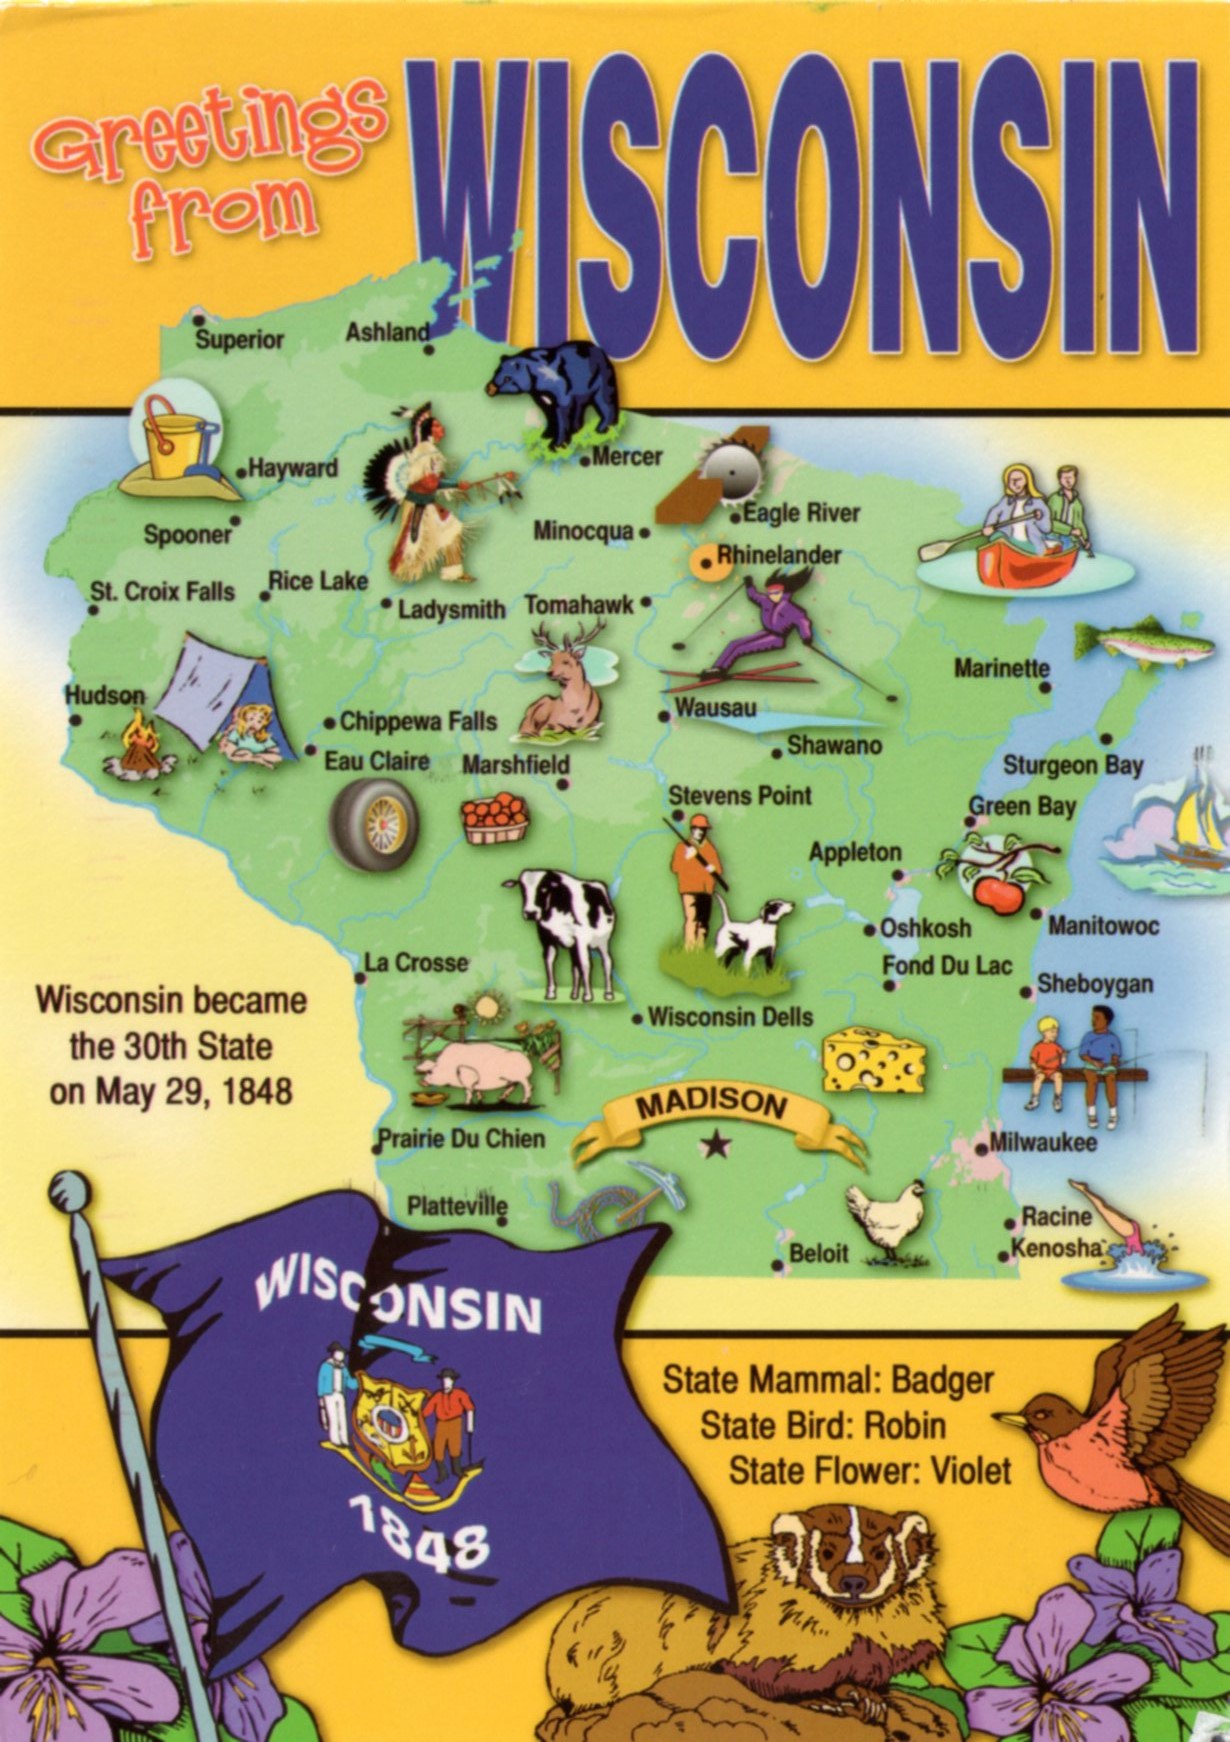 Greetings
from
WISCONSIN
Superior
Ashland
Hayward
Mercer
Spooner
Minocqua
Eagle River
Rhinelander
St. Croix Falls
Rice Lake
Ladysmith
Tomahawk
Marinette
Hudson
Wausau
Chippewa Falls
Shawano
Eau Claire
Marshfield
Sturgeon Bay
Stevens Point
Green Bay
Appleton
Oshkosh
Manitowoc
La Crosse
Fond Du Lac
Sheboygan
Wisconsin became
the 30th State
on May 29, 1848
Wisconsin Dells
MADISON
Prairie Du Chien
Milwaukee
Platteville
Racine
Beloit
Kenosha
WISCONSIN
1848
State Mammal: Badger
State Bird: Robin
State Flower: Violet